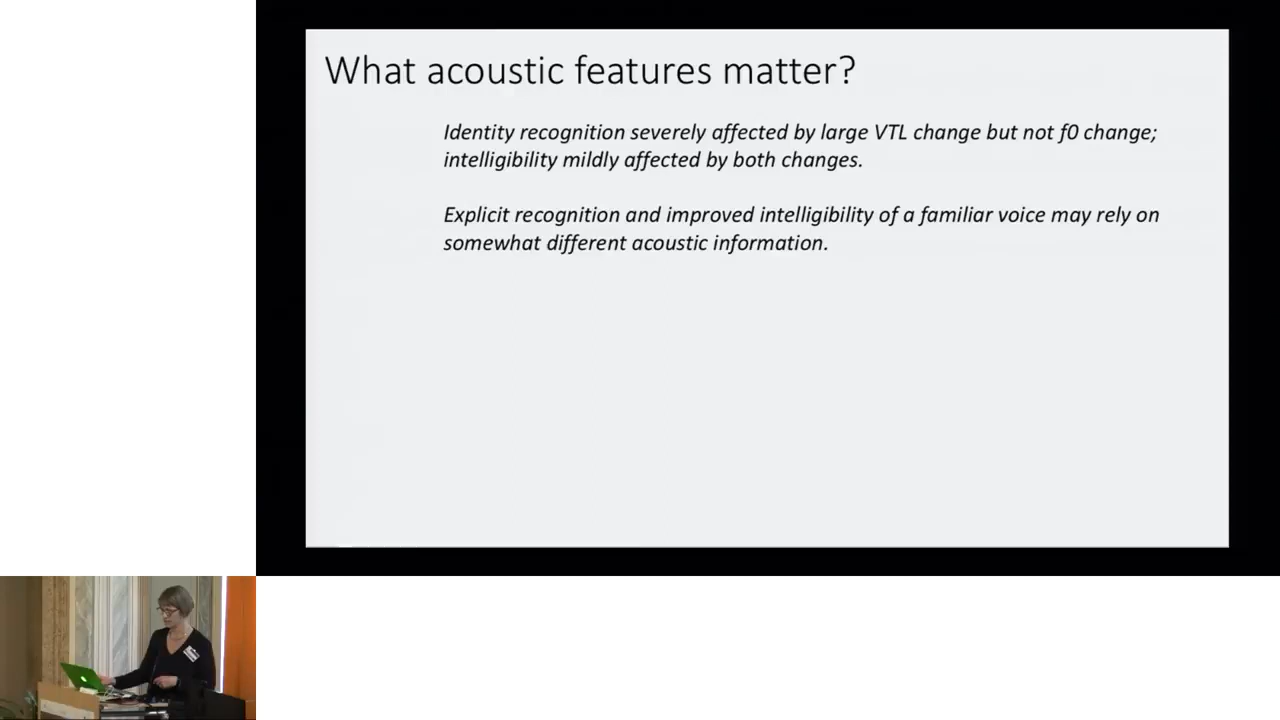 What acoustic features matter?
Identity recognition severely affected by large VTL change but not f0 change;
intelligibility mildly affected by both changes.
Explicit recognition and improved intelligibility of a familiar voice may rely on
somewhat different acoustic information.